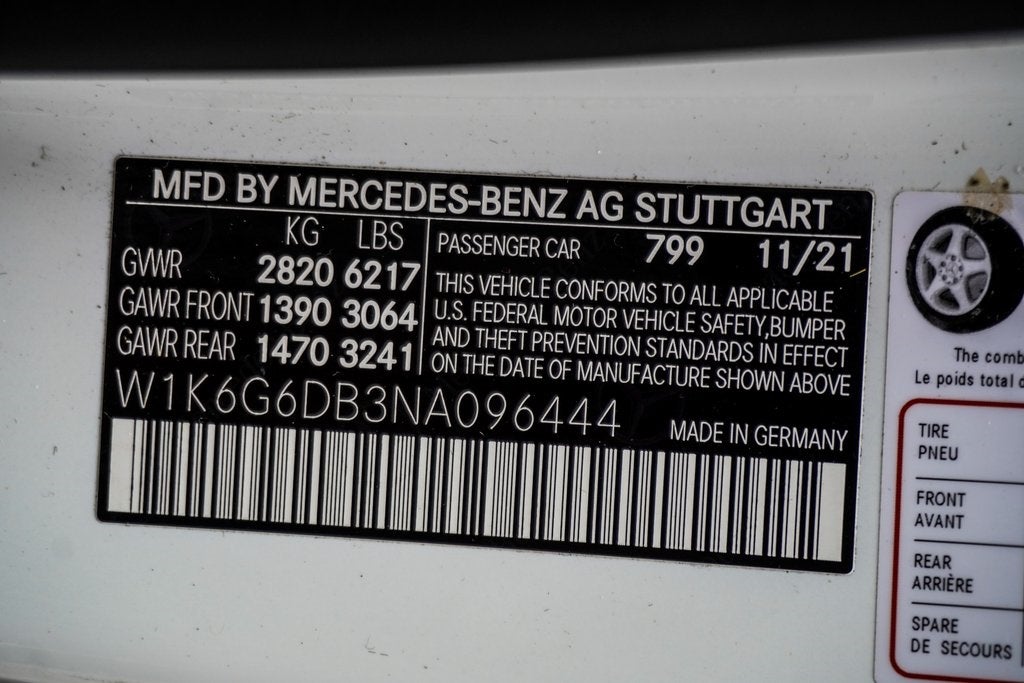 MFD BY MERCEDES-BENZ AG STUTTGART
KG LBS
GVWR 2820 6217
GAWR FRONT 1390 3064
GAWR REAR 1470 3241
PASSENGER CAR 799 11/21
THIS VEHICLE CONFORMS TO ALL APPLICABLE
U.S. FEDERAL MOTOR VEHICLE SAFETY, BUMPER
AND THEFT PREVENTION STANDARDS IN EFFECT
ON THE DATE OF MANUFACTURE SHOWN ABOVE
W1K6G6DB3NA096444
MADE IN GERMANY
The comb
Le poids total
TIRE
PNEU
FRONT
AVANT
REAR
ARRIÈRE
SPARE
DE SECOURS